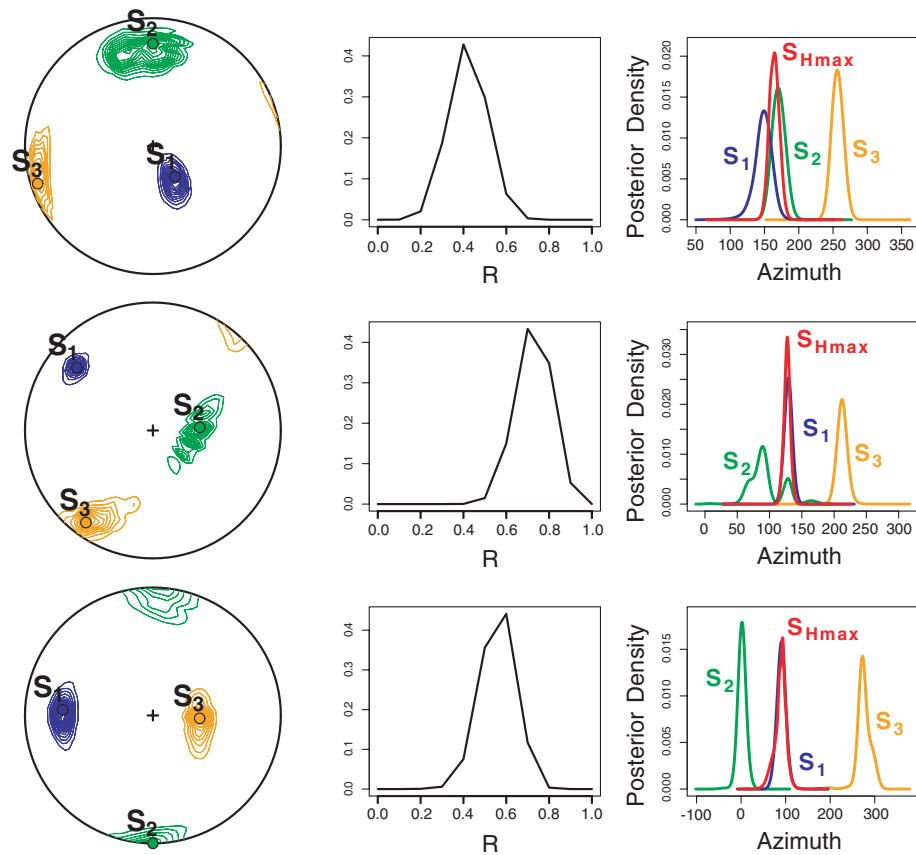 S2
S1
S3
0.0 0.1 0.2 0.3 0.4
0.0 0.2 0.4 0.6 0.8 1.0
R
Posterior Density
0.000 0.005 0.010 0.015 0.020
SHmax
S1
S2
S3
50 100 150 200 250 300 350
Azimuth
S1
S2
S3
0.0 0.1 0.2 0.3 0.4
0.0 0.2 0.4 0.6 0.8 1.0
R
Posterior Density
0.000 0.010 0.020 0.030
SHmax
S1
S2
S3
0 50 100 150 200 250 300
Azimuth
S1
S3
S2
0.0 0.1 0.2 0.3 0.4
0.0 0.2 0.4 0.6 0.8 1.0
R
Posterior Density
0.000 0.005 0.010 0.015
SHmax
S2
S3
S1
-100 0 100 200 300
Azimuth